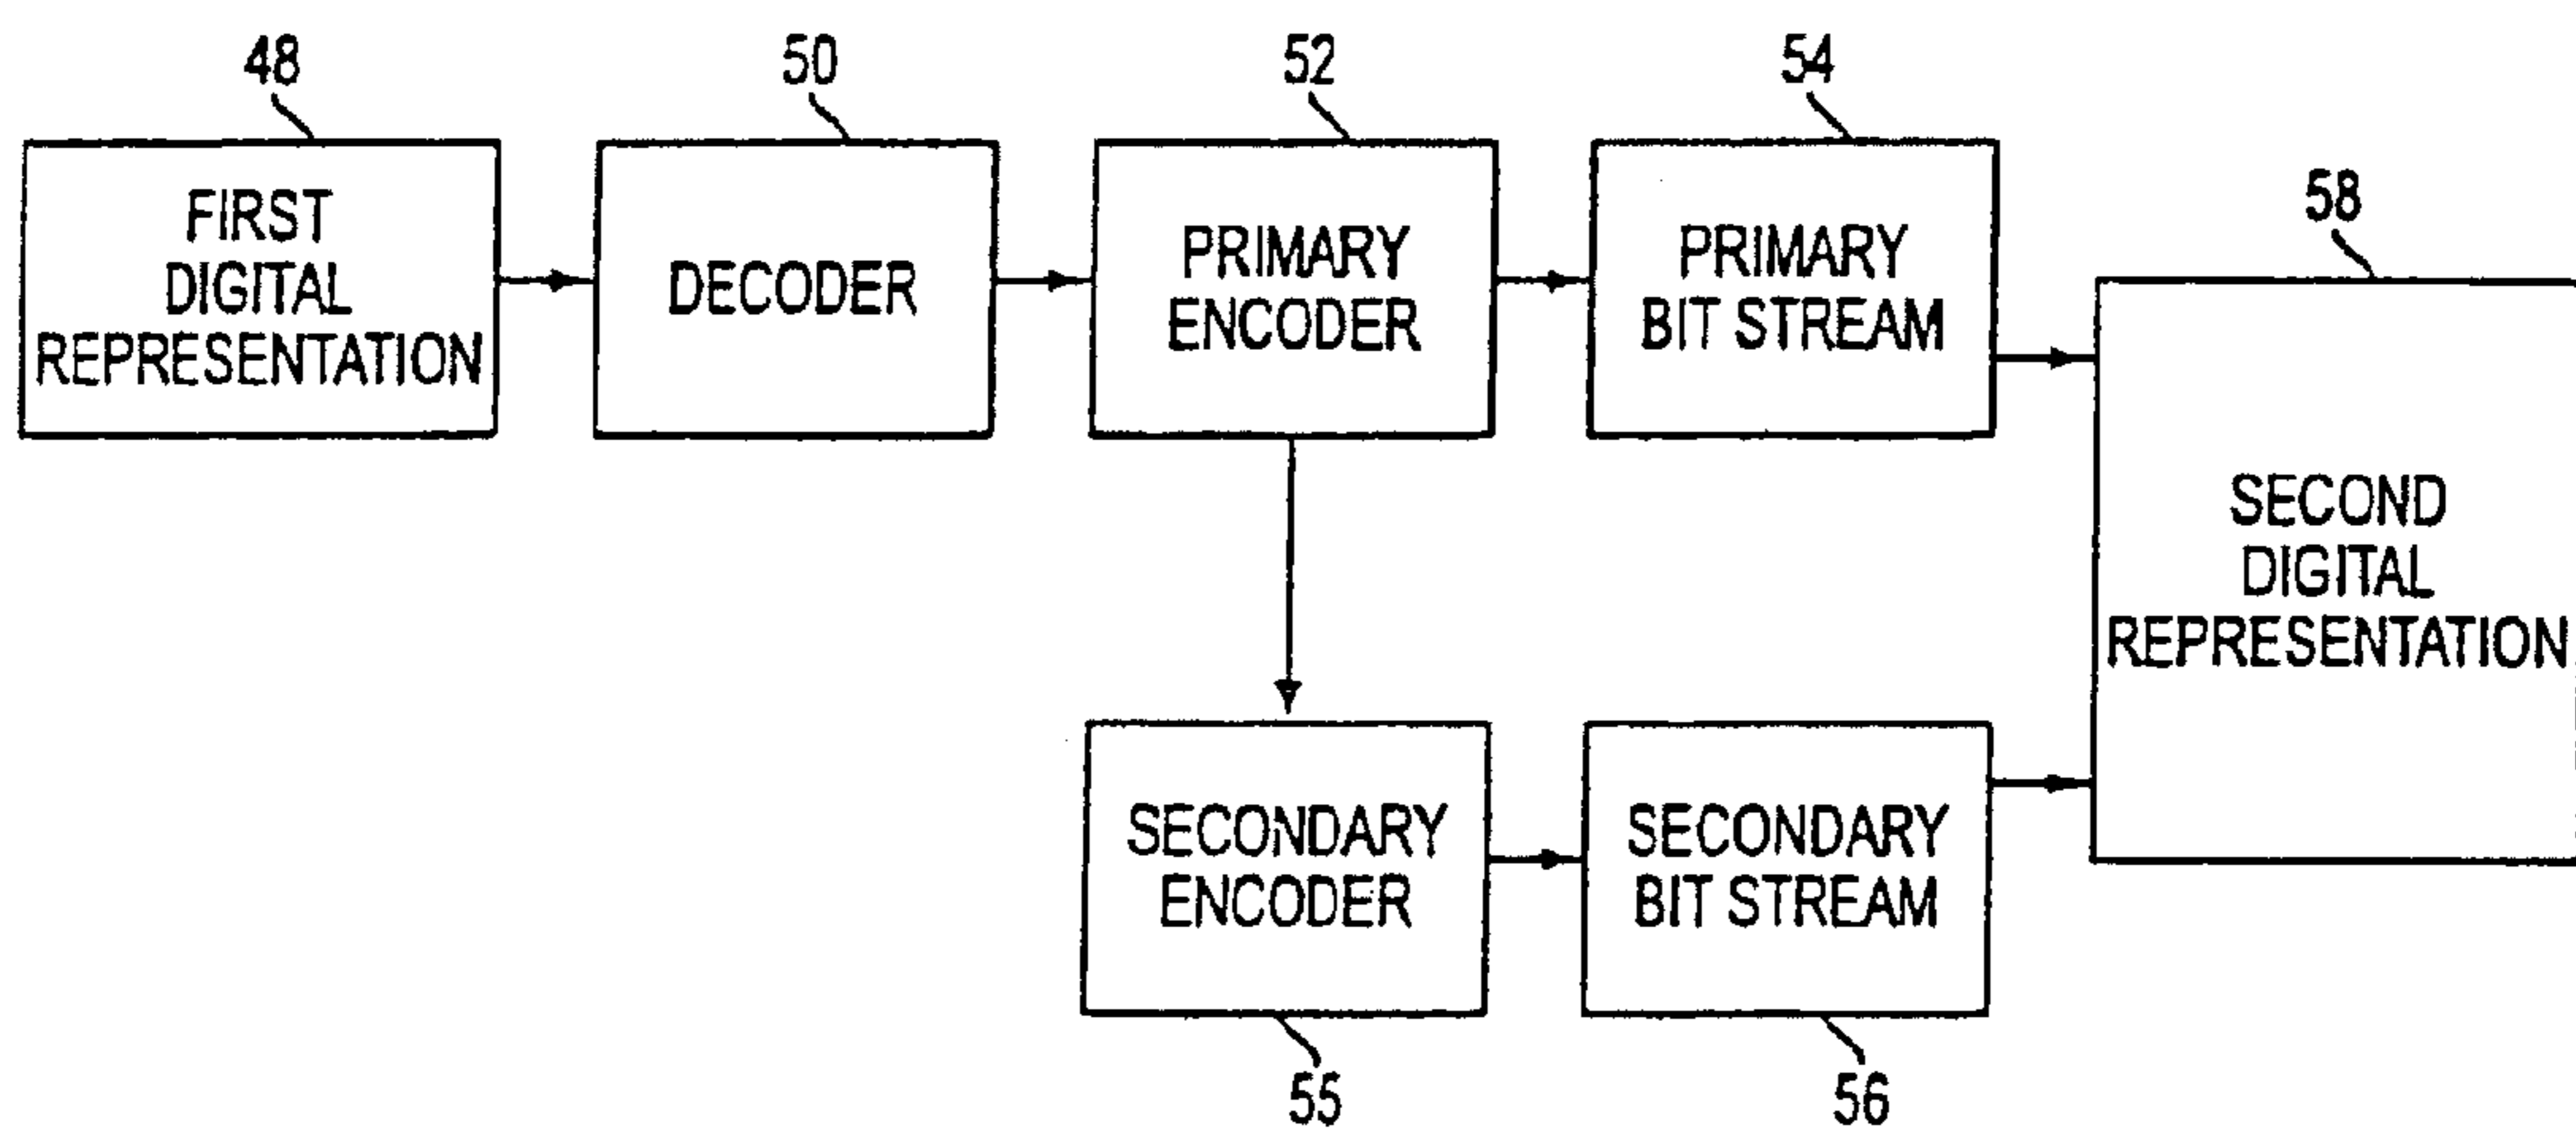 48
50
52
54
58
FIRST
DIGITAL
REPRESENTATION
DECODER
PRIMARY
ENCODER
PRIMARY
BIT STREAM
SECOND
DIGITAL
REPRESENTATION
SECONDARY
ENCODER
SECONDARY
BIT STREAM
55
56